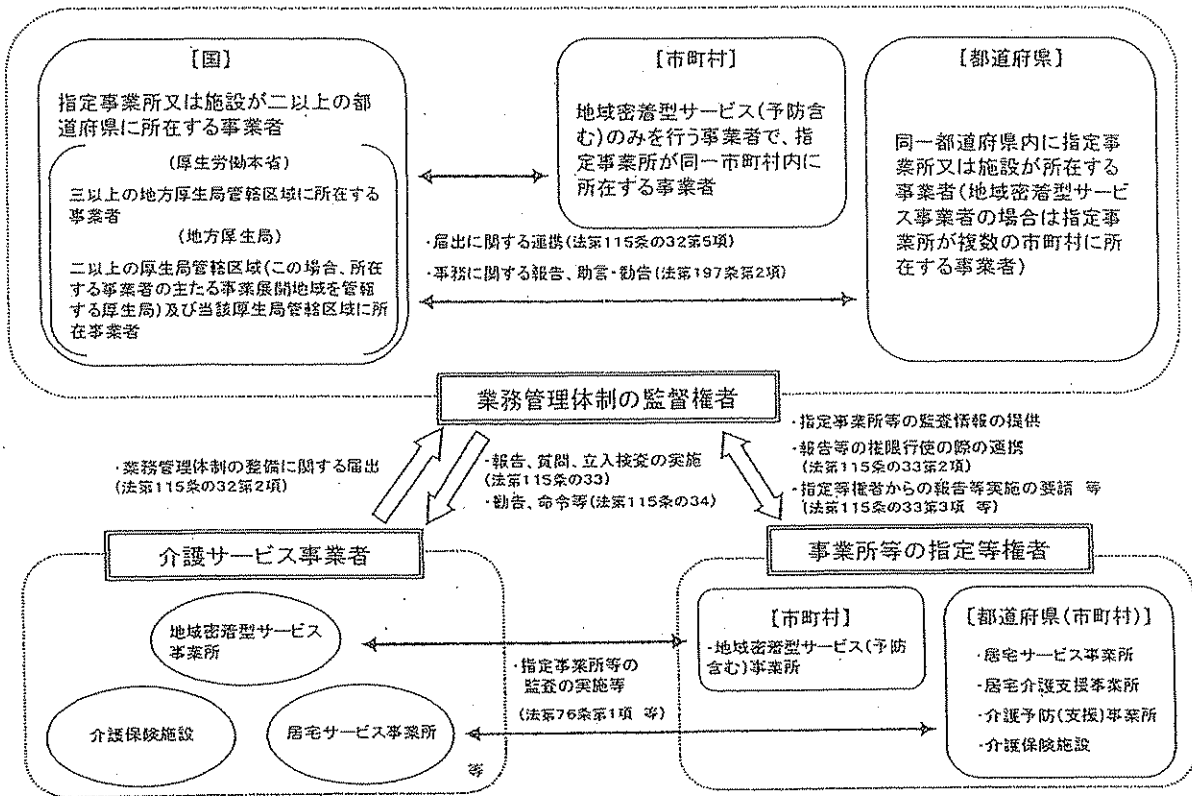 【国】
指定事業所又は施設が二以上の都
道府県に所在する事業者
(厚生労働本省)
三以上の地方厚生局管轄区域に所在する
事業者
(地方厚生局)
二以上の厚生局管轄区域(この場合、所在
する事業者の主たる事業展開地域を管轄
する厚生局)及び当該厚生局管轄区域に所
在事業者
【市町村】
地域密着型サービス(予防含
む)のみを行う事業者で、指
定事業所が同一市町村内に
所在する事業者
【都道府県】
同一都道府県内に指定事
業所又は施設が所在する
事業者(地域密着型サービ
ス事業者の場合は指定事
業所が複数の市町村に所
在する事業者)
・届出に関する連携(法第115条の32第5項)
・事務に関する報告、助言・勧告(法第197条第2項)
業務管理体制の監督権者
・業務管理体制の整備に関する届出
(法第115条の32第2項)
・報告、質問、立入検査の実施
(法第115条の33)
・勧告、命令等(法第115条の34)
・指定事業所等の監査情報の提供
・報告等の権限行使の際の連携
(法第115条の33第2項)
・指定等権者からの報告等実施の要請 等
(法第115条の33第3項 等)
介護サービス事業者
地域密着型サービス
事業所
介護保険施設
居宅サービス事業所
等
・指定事業所等の
監査の実施等
(法第76条第1項 等)
事業所等の指定等権者
【市町村】
・地域密着型サービス(予防
含む)事業所
【都道府県(市町村)】
・居宅サービス事業所
・居宅介護支援事業所
・介護予防(支援)事業所
・介護保険施設